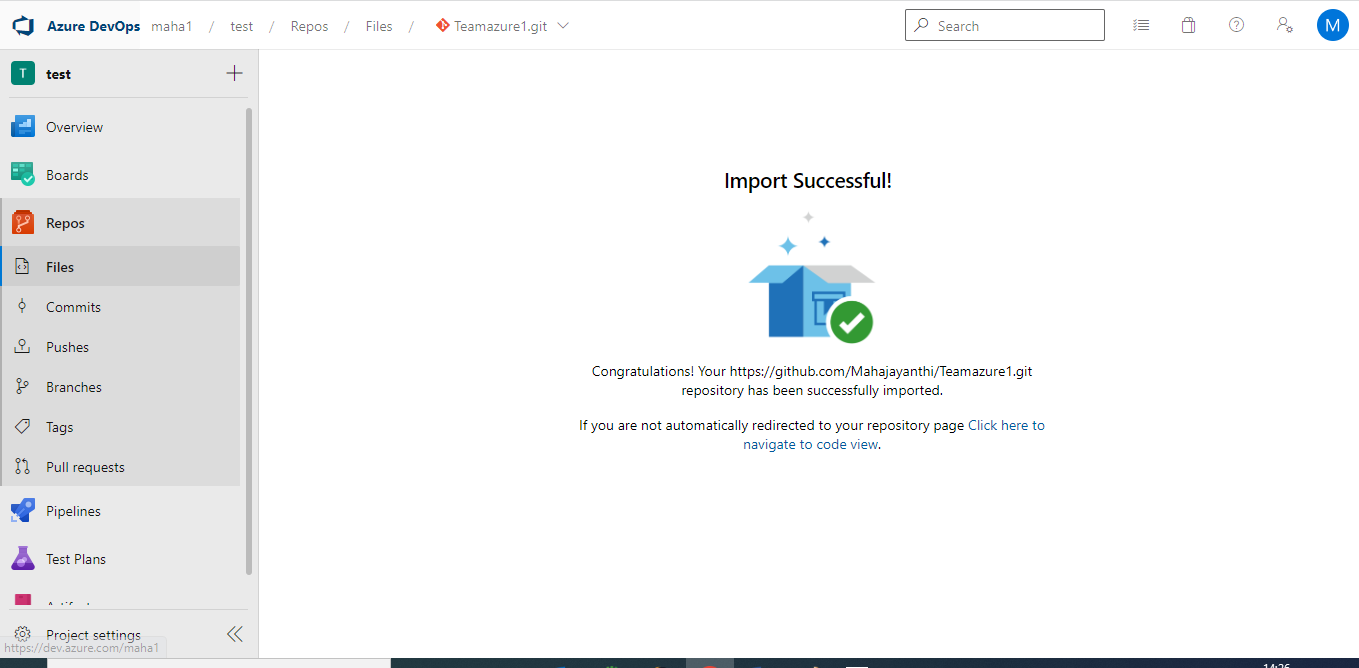 Azure DevOps maha1 / test / Repos / Files / Teamazure1.git
Search
M
T test
Overview
Boards
Repos
Files
Commits
Pushes
Branches
Tags
Pull requests
Pipelines
Test Plans
Project settings
https://dev.azure.com/maha1
Import Successful!
Congratulations! Your https://github.com/Mahajayanthi/Teamazure1.git
repository has been successfully imported.
If you are not automatically redirected to your repository page Click here to
navigate to code view.